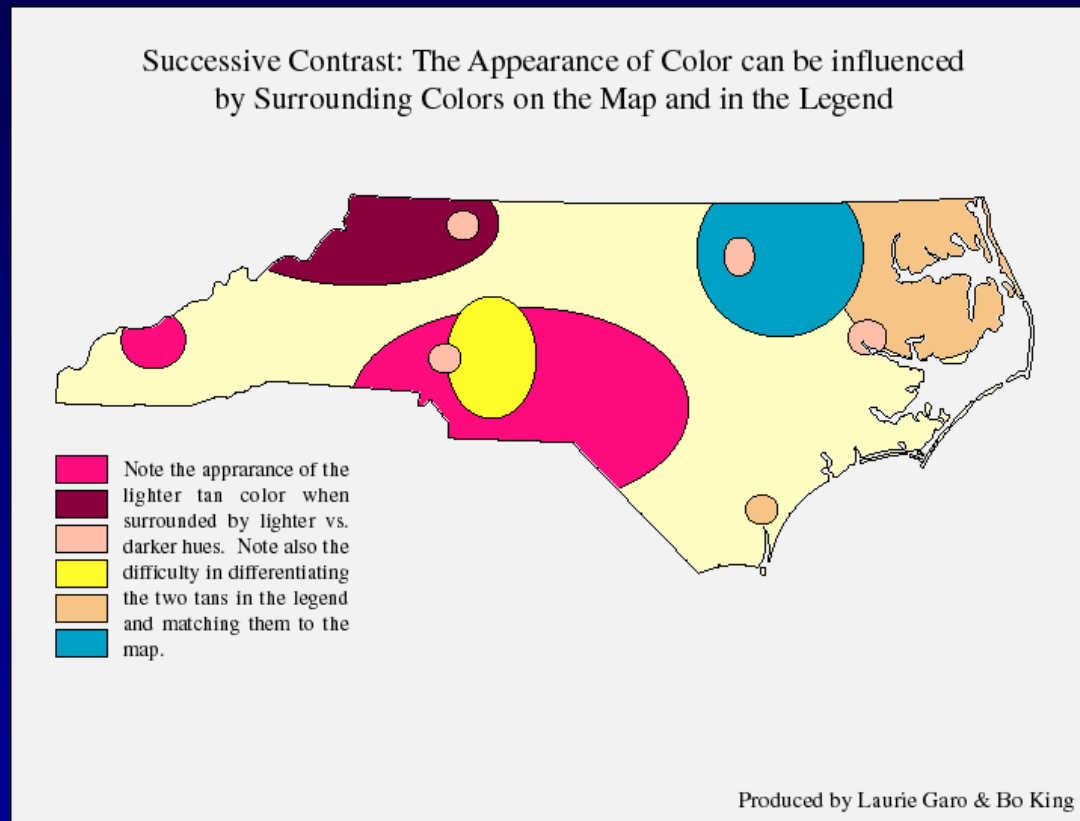 Successive Contrast: The Appearance of Color can be influenced
by Surrounding Colors on the Map and in the Legend
Note the apprarance of the
lighter tan color when
surrounded by lighter vs.
darker hues. Note also the
difficulty in differentiating
the two tans in the legend
and matching them to the
map.
Produced by Laurie Garo & Bo King